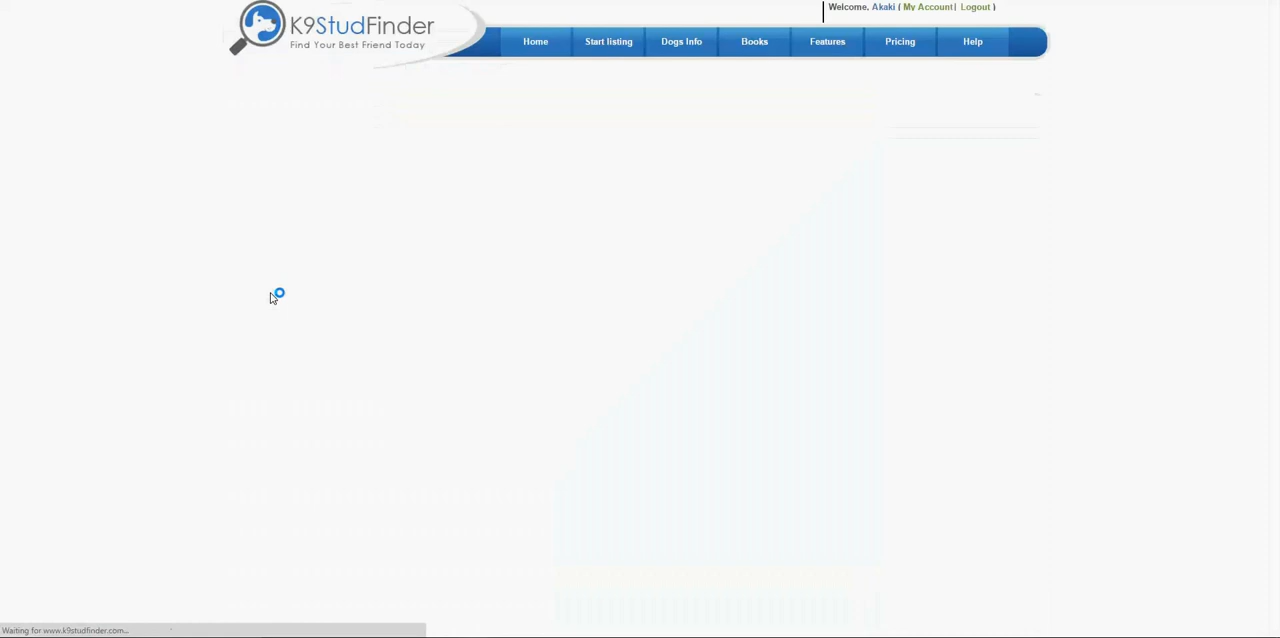 Welcome, Akaki ( My Account| Logout )
K9StudFinder
Find Your Best Friend Today
Home Start listing Dogs Info Books Features Pricing Help
Waiting for www.k9studfinder.com...